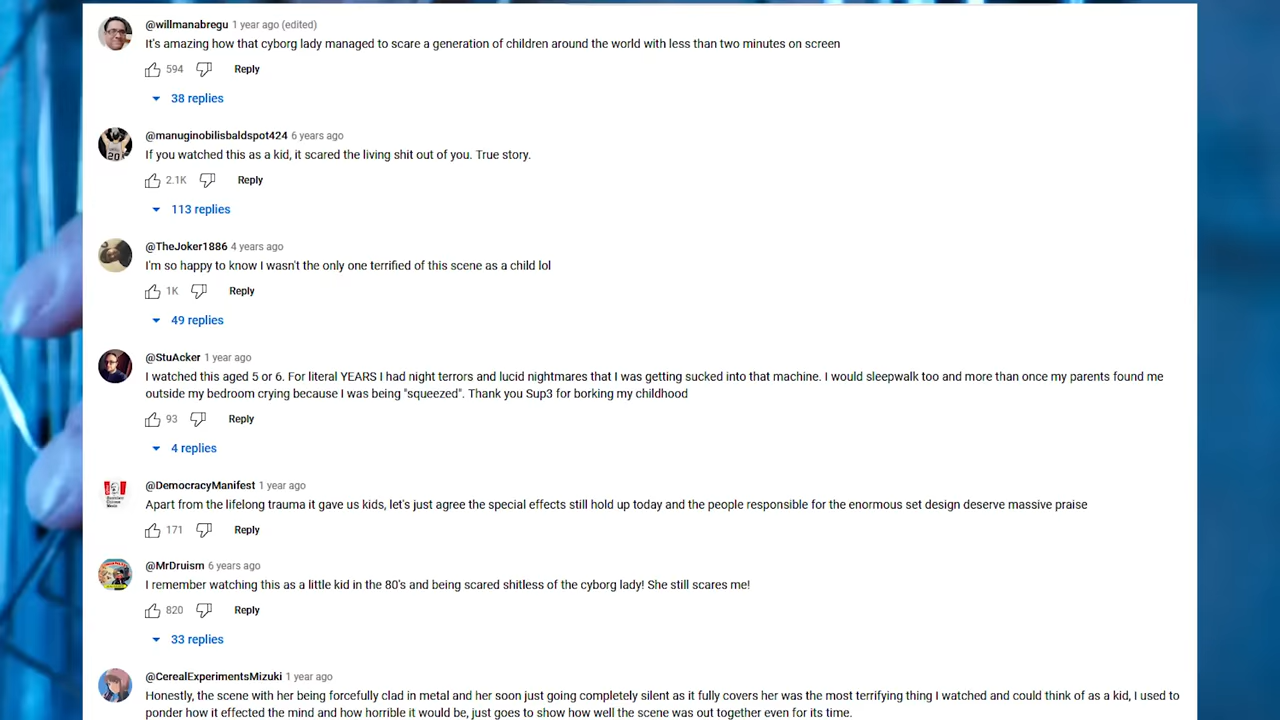 @willmanabregu 1 year ago (edited)
It's amazing how that cyborg lady managed to scare a generation of children around the world with less than two minutes on screen
594 Reply
38 replies
@manuginobilisbaldspot424 6 years ago
If you watched this as a kid, it scared the living shit out of you. True story.
2.1K Reply
113 replies
@TheJoker1886 4 years ago
I'm so happy to know I wasn't the only one terrified of this scene as a child lol
1K Reply
49 replies
@StuAcker 1 year ago
I watched this aged 5 or 6. For literal YEARS I had night terrors and lucid nightmares that I was getting sucked into that machine. I would sleepwalk too and more than once my parents found me
outside my bedroom crying because I was being "squeezed". Thank you Sup3 for borking my childhood
93 Reply
4 replies
@DemocracyManifest 1 year ago
Apart from the lifelong trauma it gave us kids, let's just agree the special effects still hold up today and the people responsible for the enormous set design deserve massive praise
171 Reply
@MrDruism 6 years ago
I remember watching this as a little kid in the 80's and being scared shitless of the cyborg lady! She still scares me!
820 Reply
33 replies
@CerealExperimentsMizuki 1 year ago
Honestly, the scene with her being forcefully clad in metal and her soon just going completely silent as it fully covers her was the most terrifying thing I watched and could think of as a kid, I used to
ponder how it effected the mind and how horrible it would be, just goes to show how well the scene was out together even for its time.